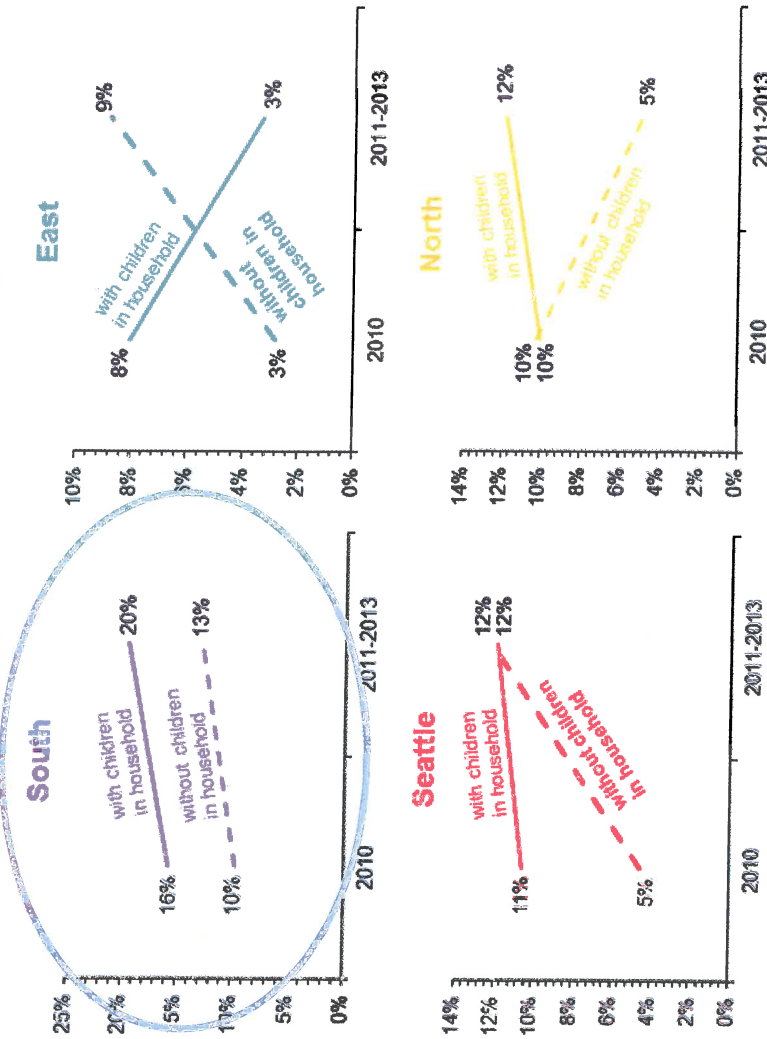 South
25%
20%
15%
10%
5%
0%
16%
10%
with children
in household
without children
in household
20%
13%
2010
2011-2013
East
10%
8%
6%
4%
2%
0%
8%
3%
with children
in household
without
children in
household
9%
3%
2010
2011-2013
Seattle
14%
12%
10%
8%
6%
4%
2%
0%
11%
5%
with children
in household
without children
in household
12%
12%
2010
2011-2013
North
14%
12%
10%
8%
6%
4%
2%
0%
10%
10%
with children
in household
without children
in household
12%
5%
2010
2011-2013